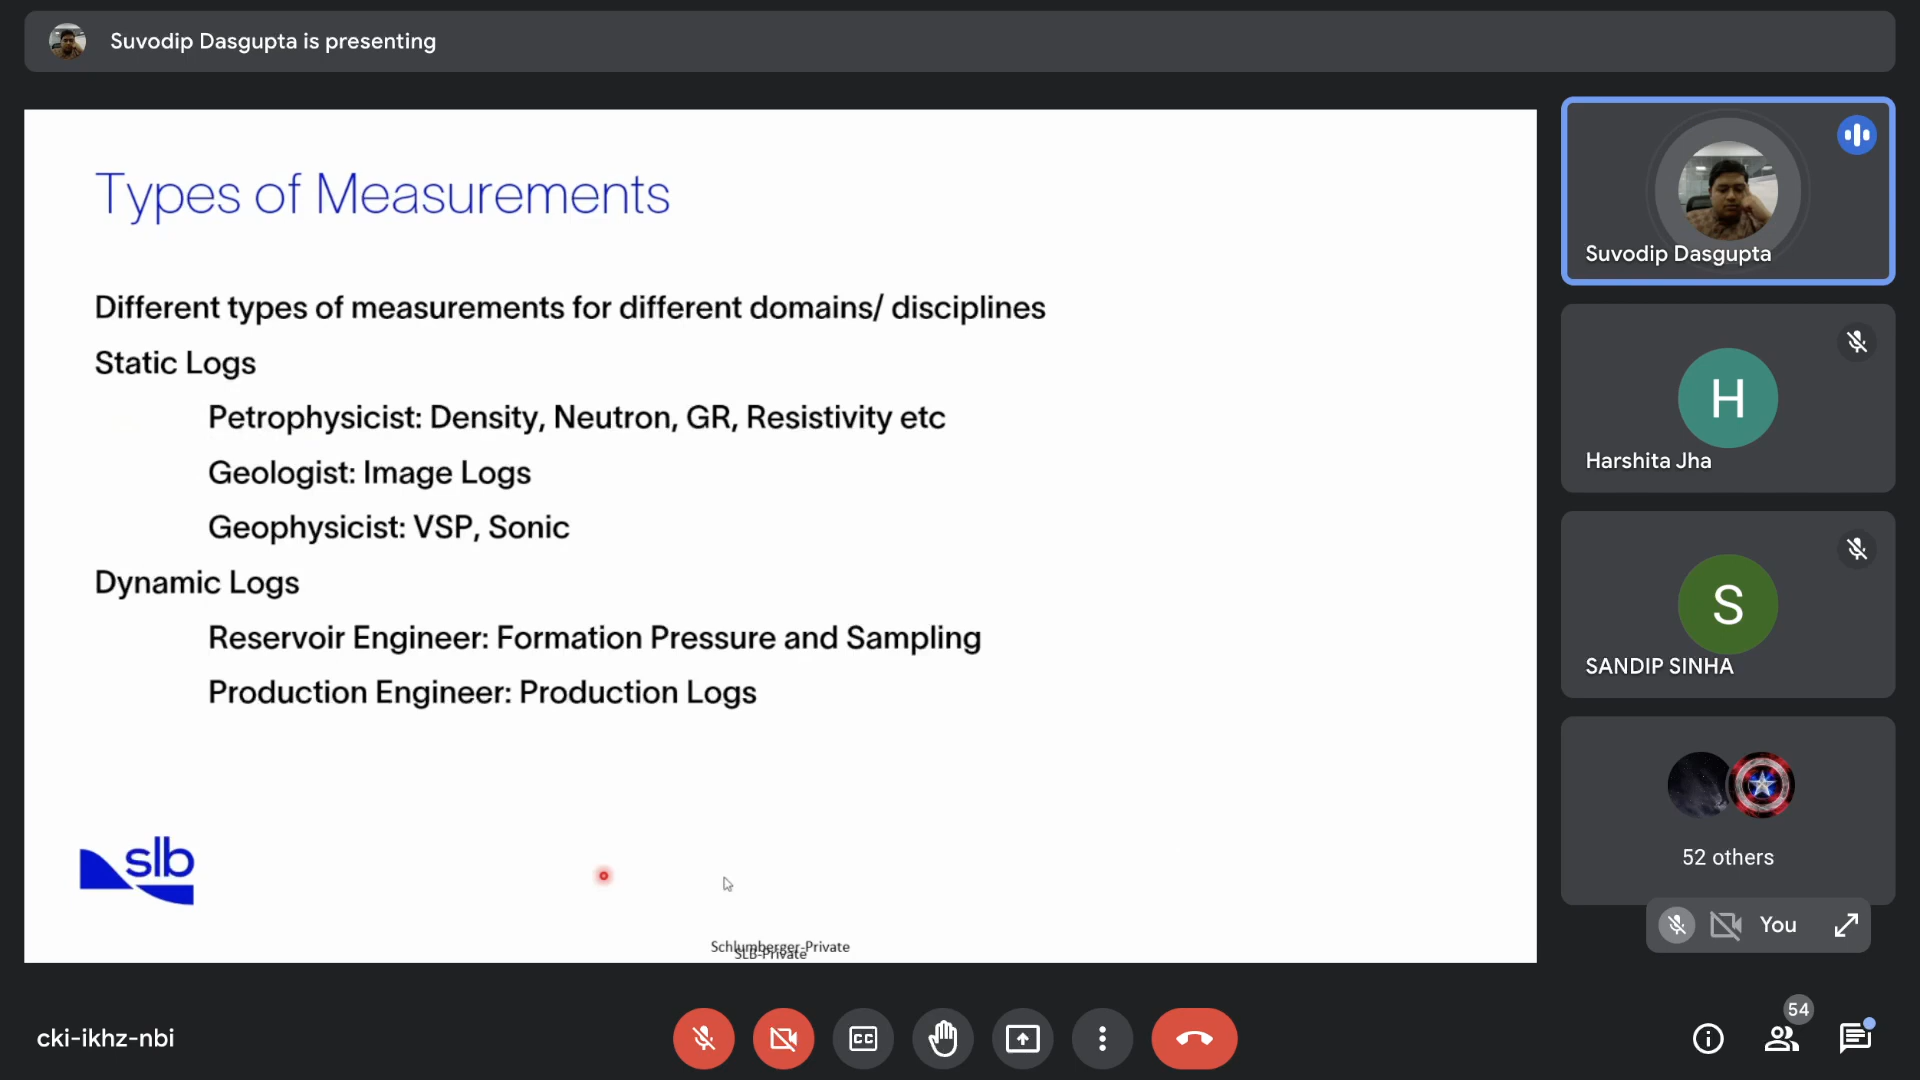 Suvodip Dasgupta is presenting
Types of Measurements
Different types of measurements for different domains/ disciplines
Static Logs
Petrophysicist: Density, Neutron, GR, Resistivity etc
Geologist: Image Logs
Geophysicist: VSP, Sonic
Dynamic Logs
Reservoir Engineer: Formation Pressure and Sampling
Production Engineer: Production Logs
slb
Schlumberger-Private
SLB-Private
Suvodip Dasgupta
H
Harshita Jha
S
SANDIP SINHA
52 others
You
cki-ikhz-nbi
CC
54